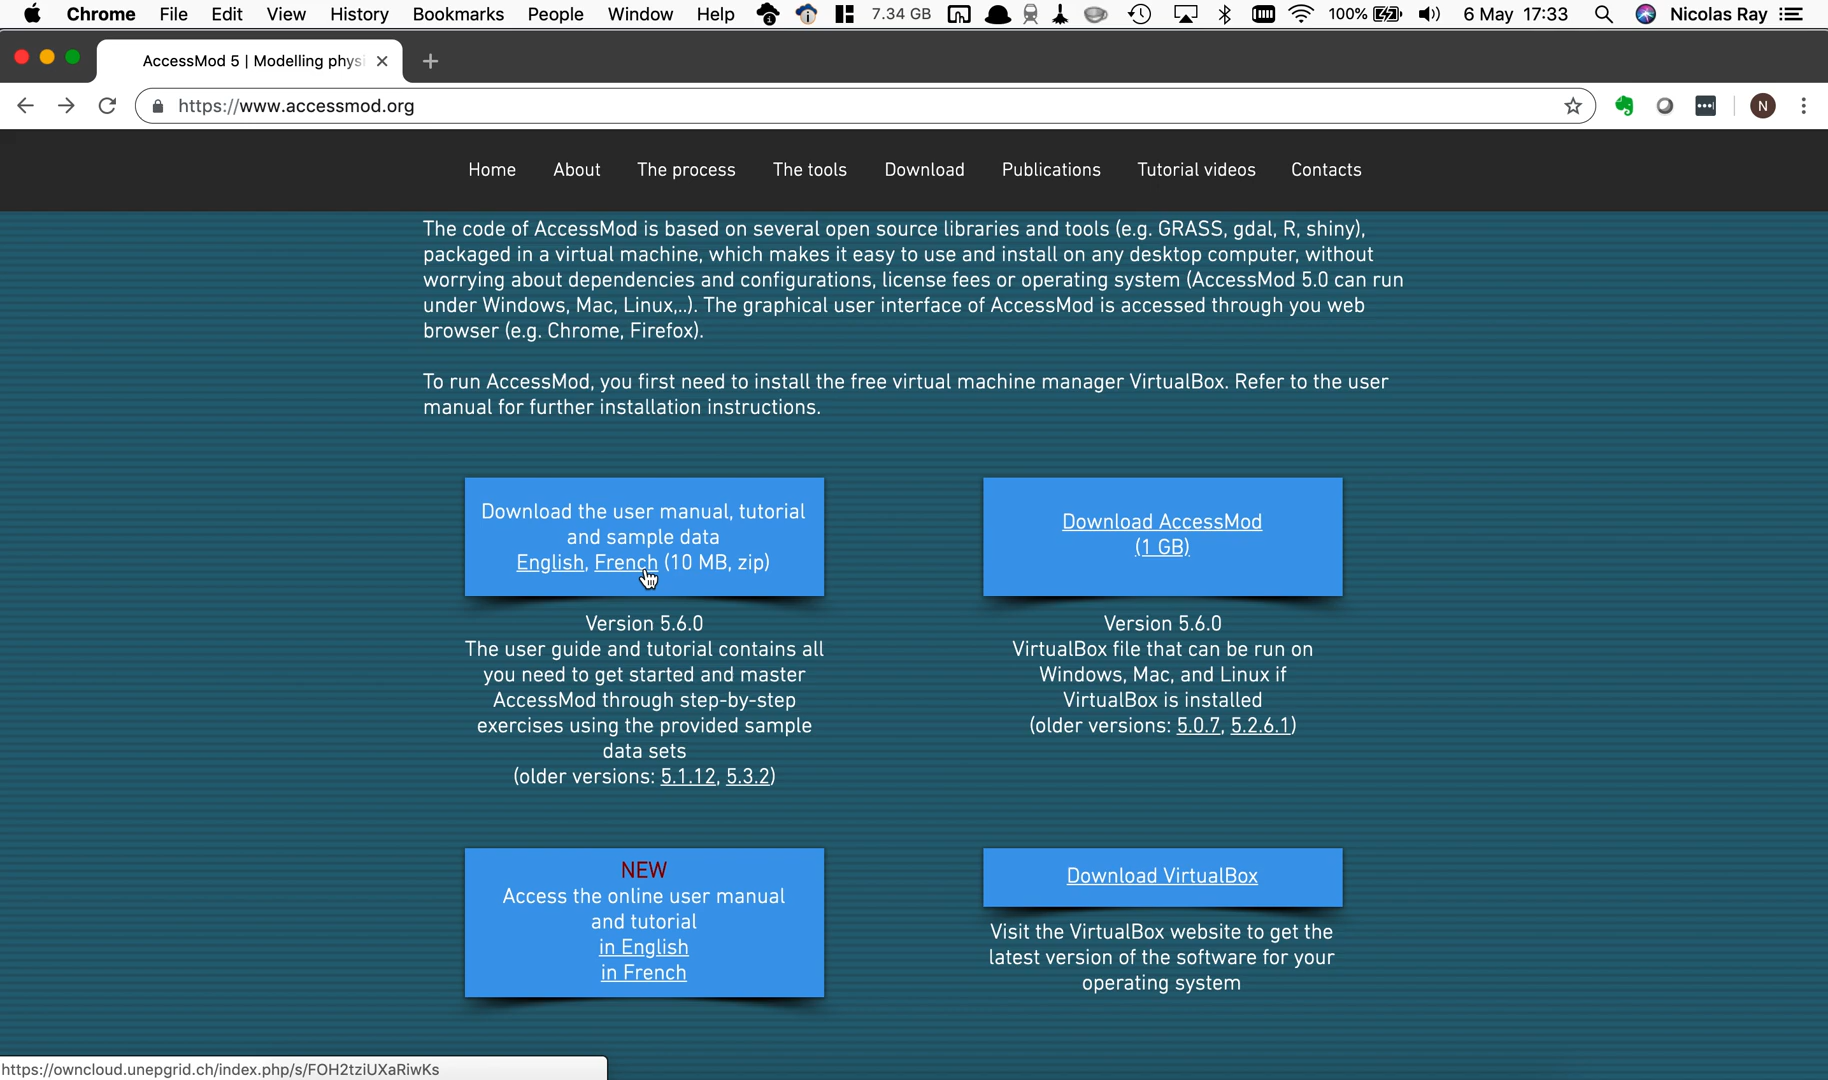 Chrome File Edit View History Bookmarks People Window Help 7.34 GB 100% 6 May 17:33 Nicolas Ray
AccessMod 5 | Modelling physi
https://www.accessmod.org
N
Home About The process The tools Download Publications Tutorial videos Contacts
The code of AccessMod is based on several open source libraries and tools (e.g. GRASS, gdal, R, shiny),
packaged in a virtual machine, which makes it easy to use and install on any desktop computer, without
worrying about dependencies and configurations, license fees or operating system (AccessMod 5.0 can run
under Windows, Mac, Linux,..). The graphical user interface of AccessMod is accessed through you web
browser (e.g. Chrome, Firefox).
To run AccessMod, you first need to install the free virtual machine manager VirtualBox. Refer to the user
manual for further installation instructions.
Download the user manual, tutorial
and sample data
English, French (10 MB, zip)
Version 5.6.0
The user guide and tutorial contains all
you need to get started and master
AccessMod through step-by-step
exercises using the provided sample
data sets
(older versions: 5.1.12, 5.3.2)
Download AccessMod
(1 GB)
Version 5.6.0
VirtualBox file that can be run on
Windows, Mac, and Linux if
VirtualBox is installed
(older versions: 5.0.7, 5.2.6.1)
NEW
Access the online user manual
and tutorial
in English
in French
Download VirtualBox
Visit the VirtualBox website to get the
latest version of the software for your
operating system
https://owncloud.unepgrid.ch/index.php/s/FOH2tziUXaRiwKs